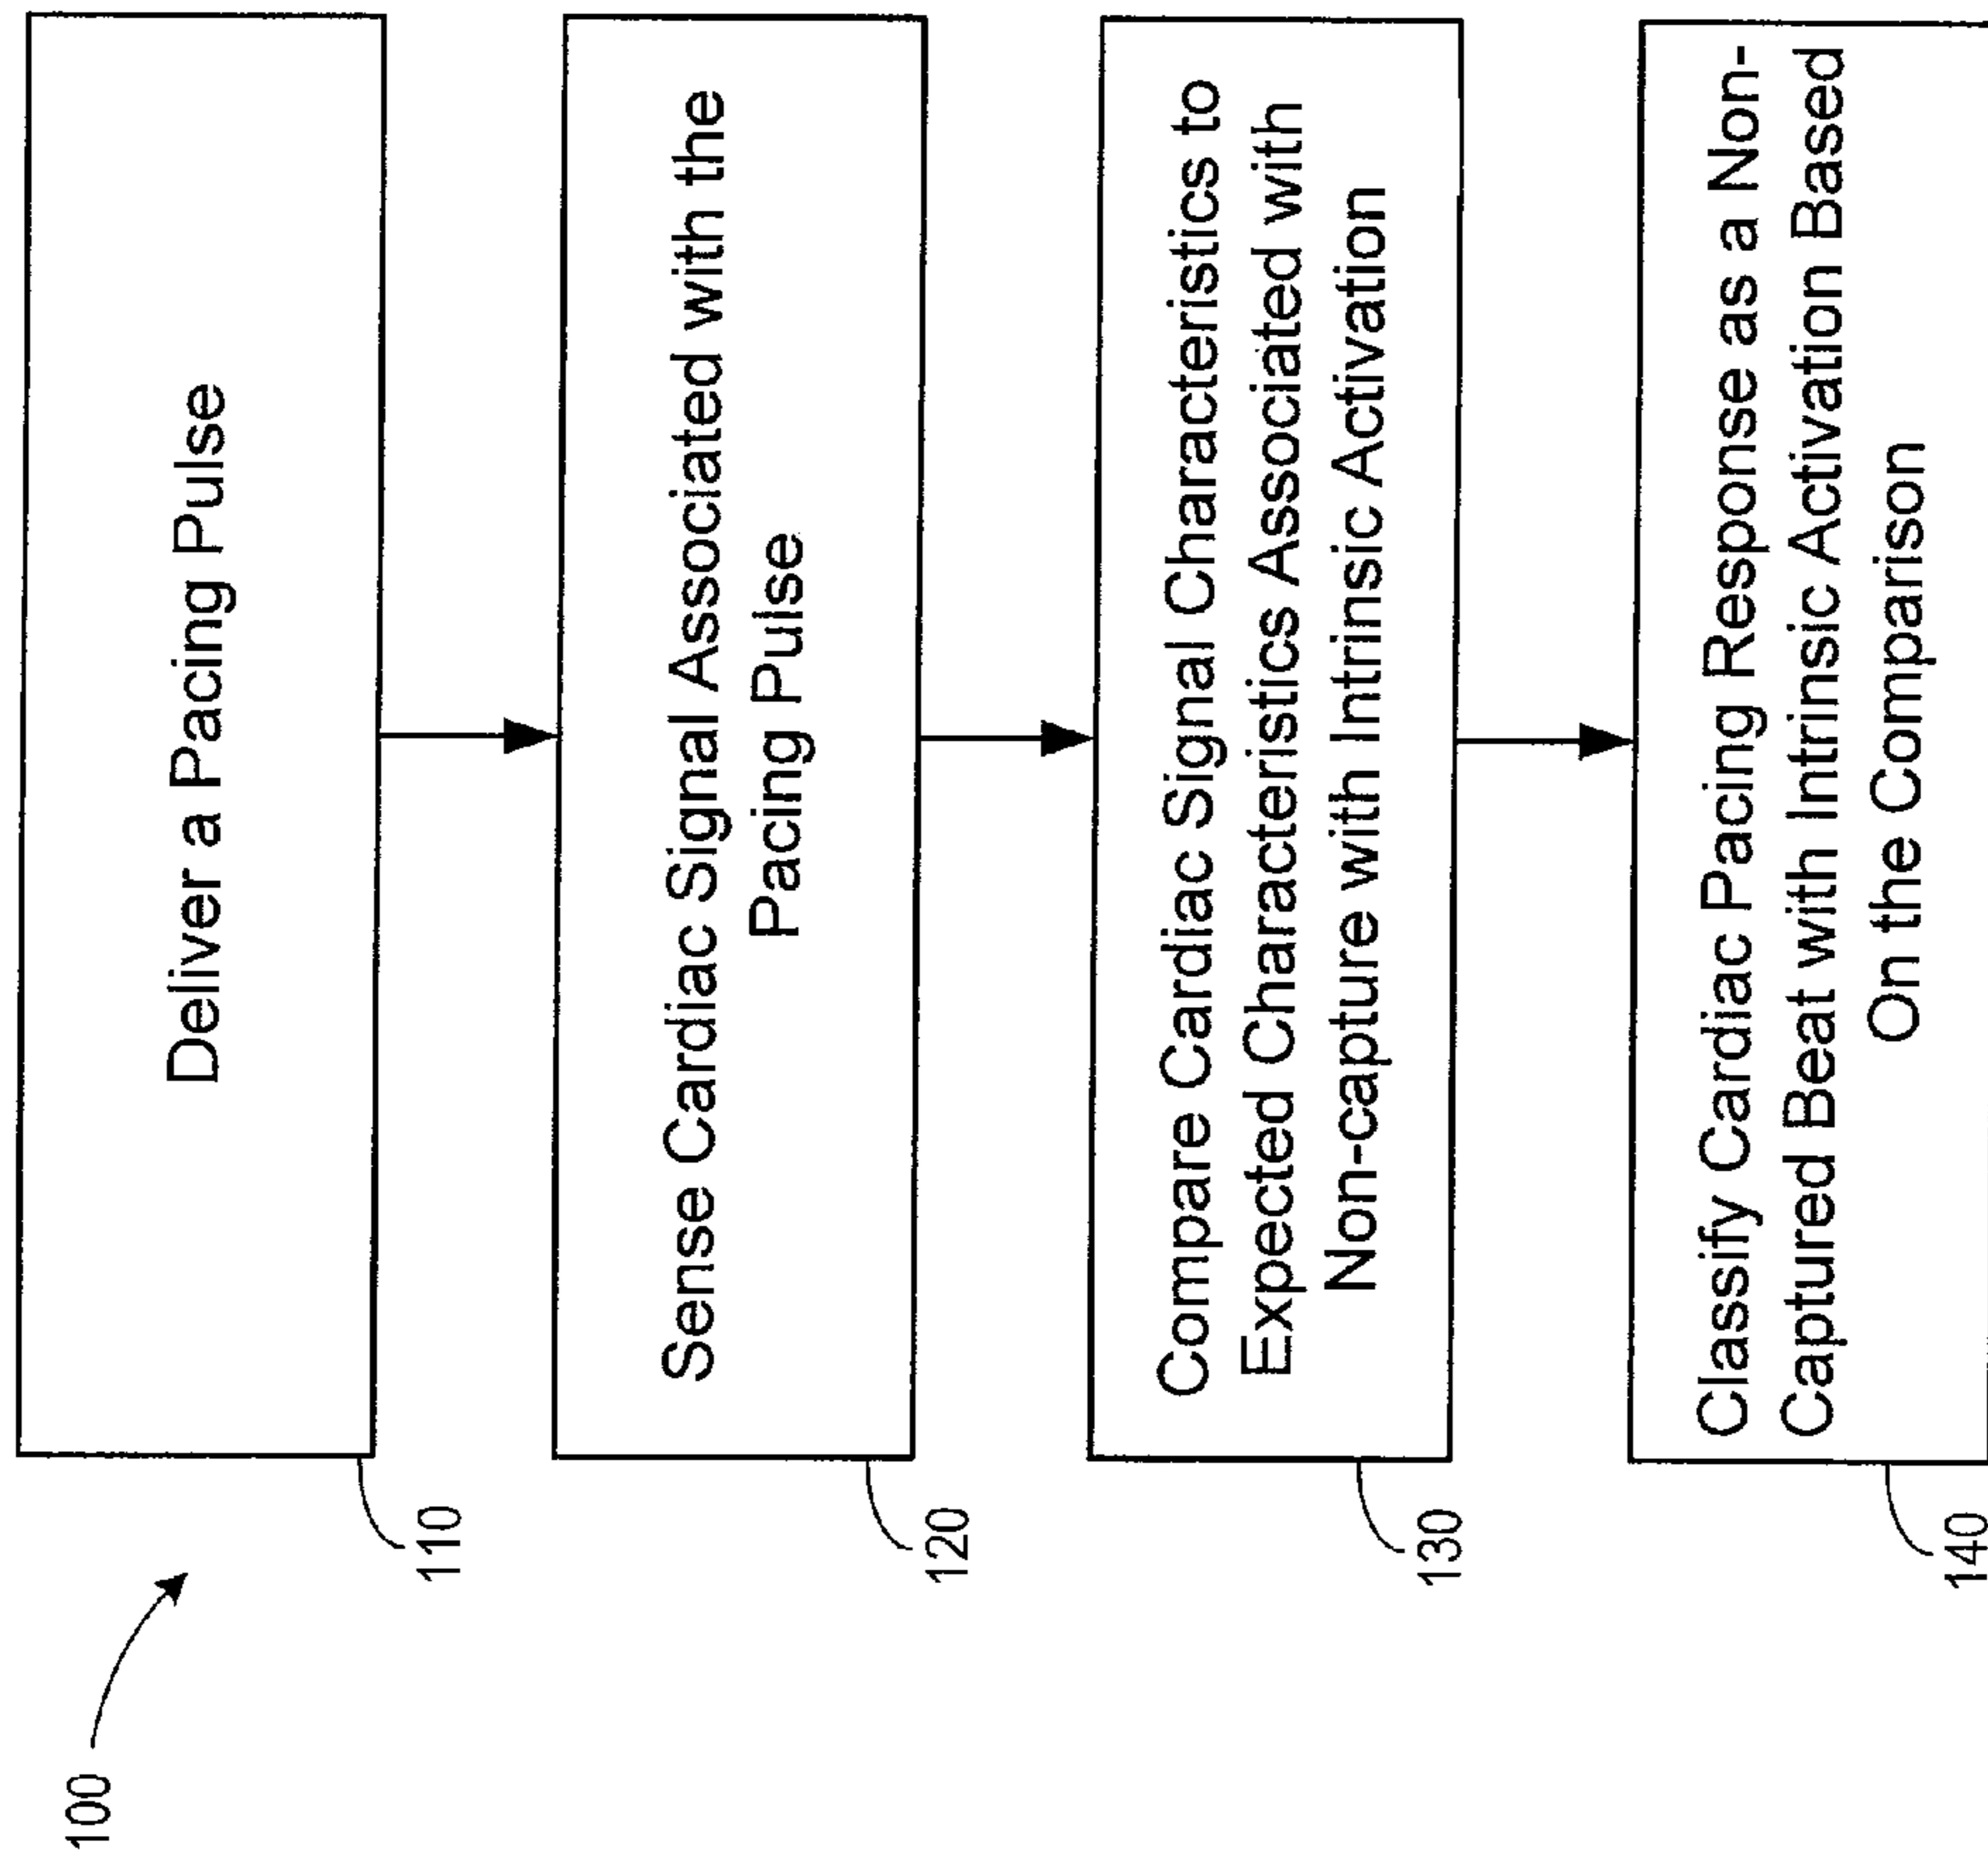 100
Deliver a Pacing Pulse
110
Sense Cardiac Signal Associated with the
Pacing Pulse
120
Compare Cardiac Signal Characteristics to
Expected Characteristics Associated with
Non-capture with Intrinsic Activation
130
Classify Cardiac Pacing Response as a Non-
Captured Beat with Intrinsic Activation Based
On the Comparison
140